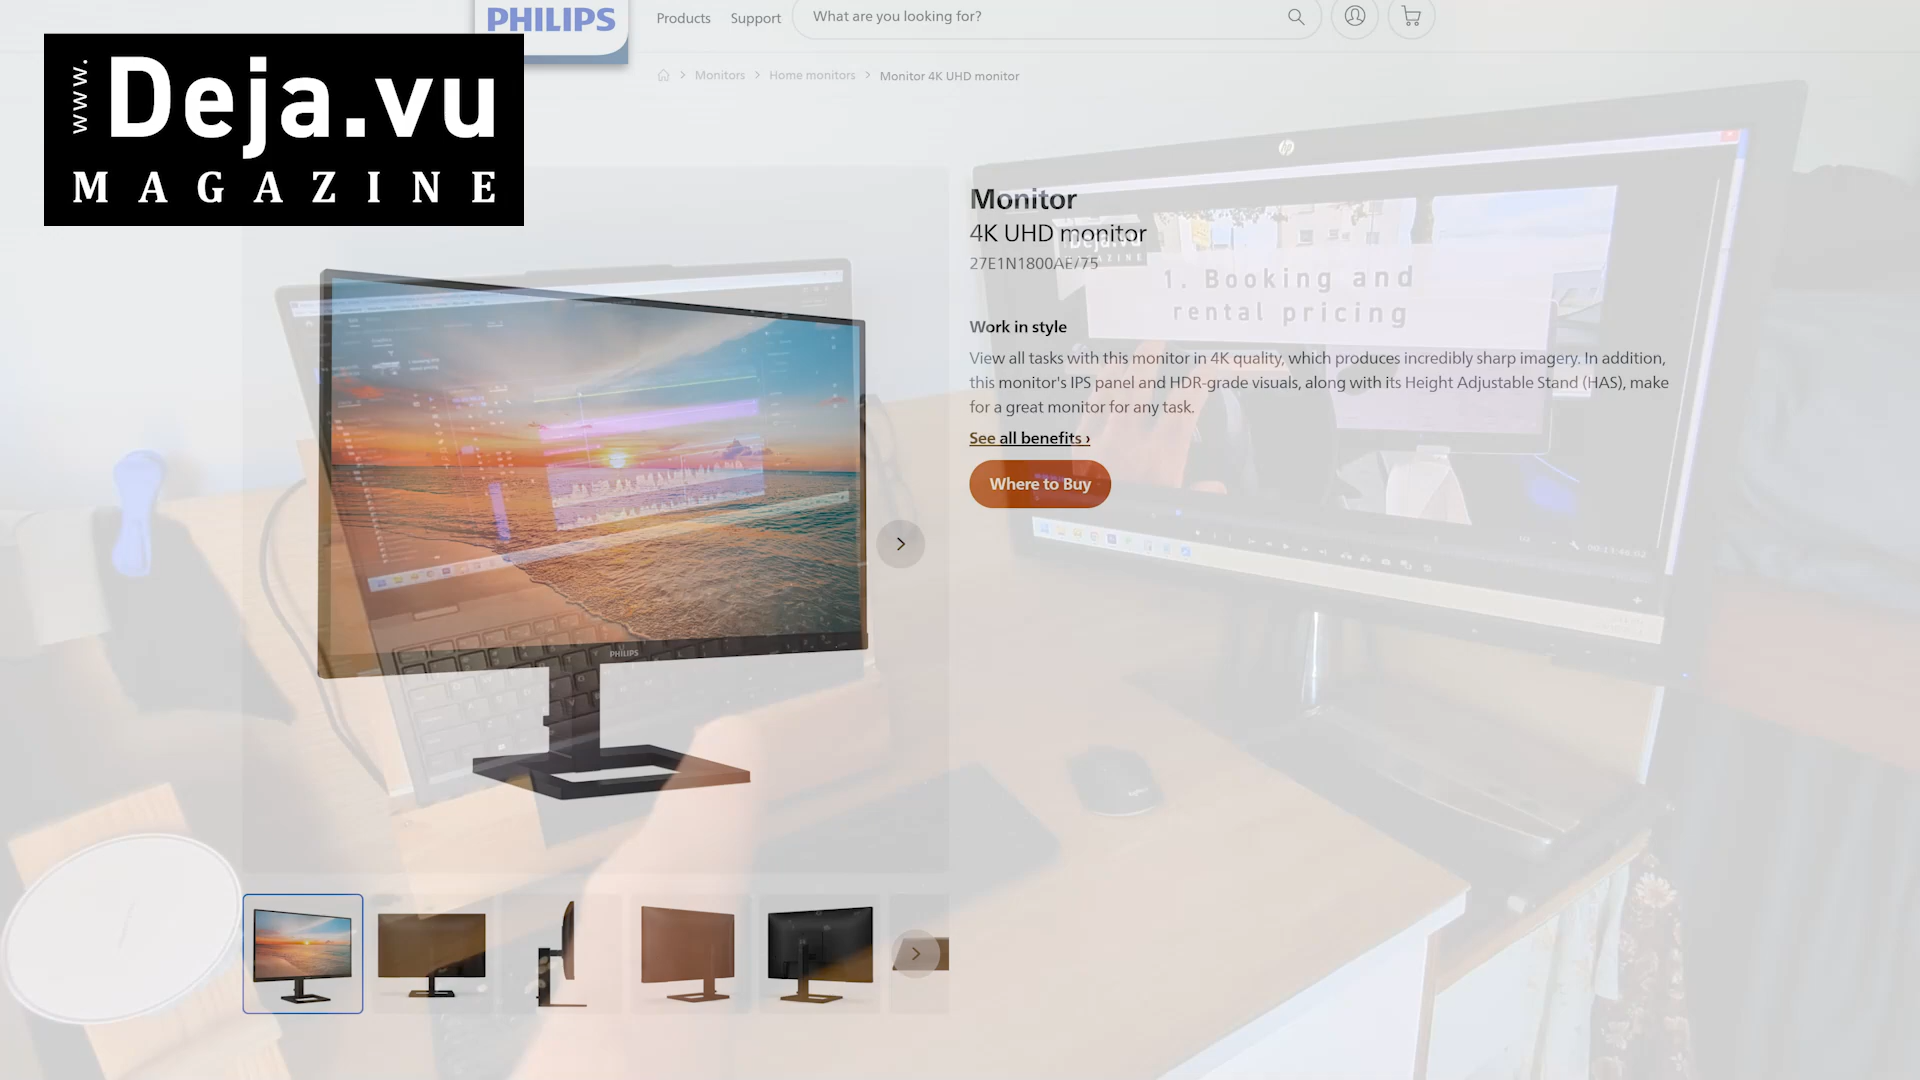 PHILIPS
Products
Support
What are you looking for?
www.
Deja.vu
MAGAZINE
Monitors
Home monitors
Monitor 4K UHD monitor
Monitor
4K UHD monitor
27E1N1800AE/75
Deja.vu
MAGAZINE
1. Booking and
rental pricing
Work in style
View all tasks with this monitor in 4K quality, which produces incredibly sharp imagery. In addition,
this monitor's IPS panel and HDR-grade visuals, along with its Height Adjustable Stand (HAS), make
for a great monitor for any task.
See all benefits ›
Where to Buy
hp
PHILIPS